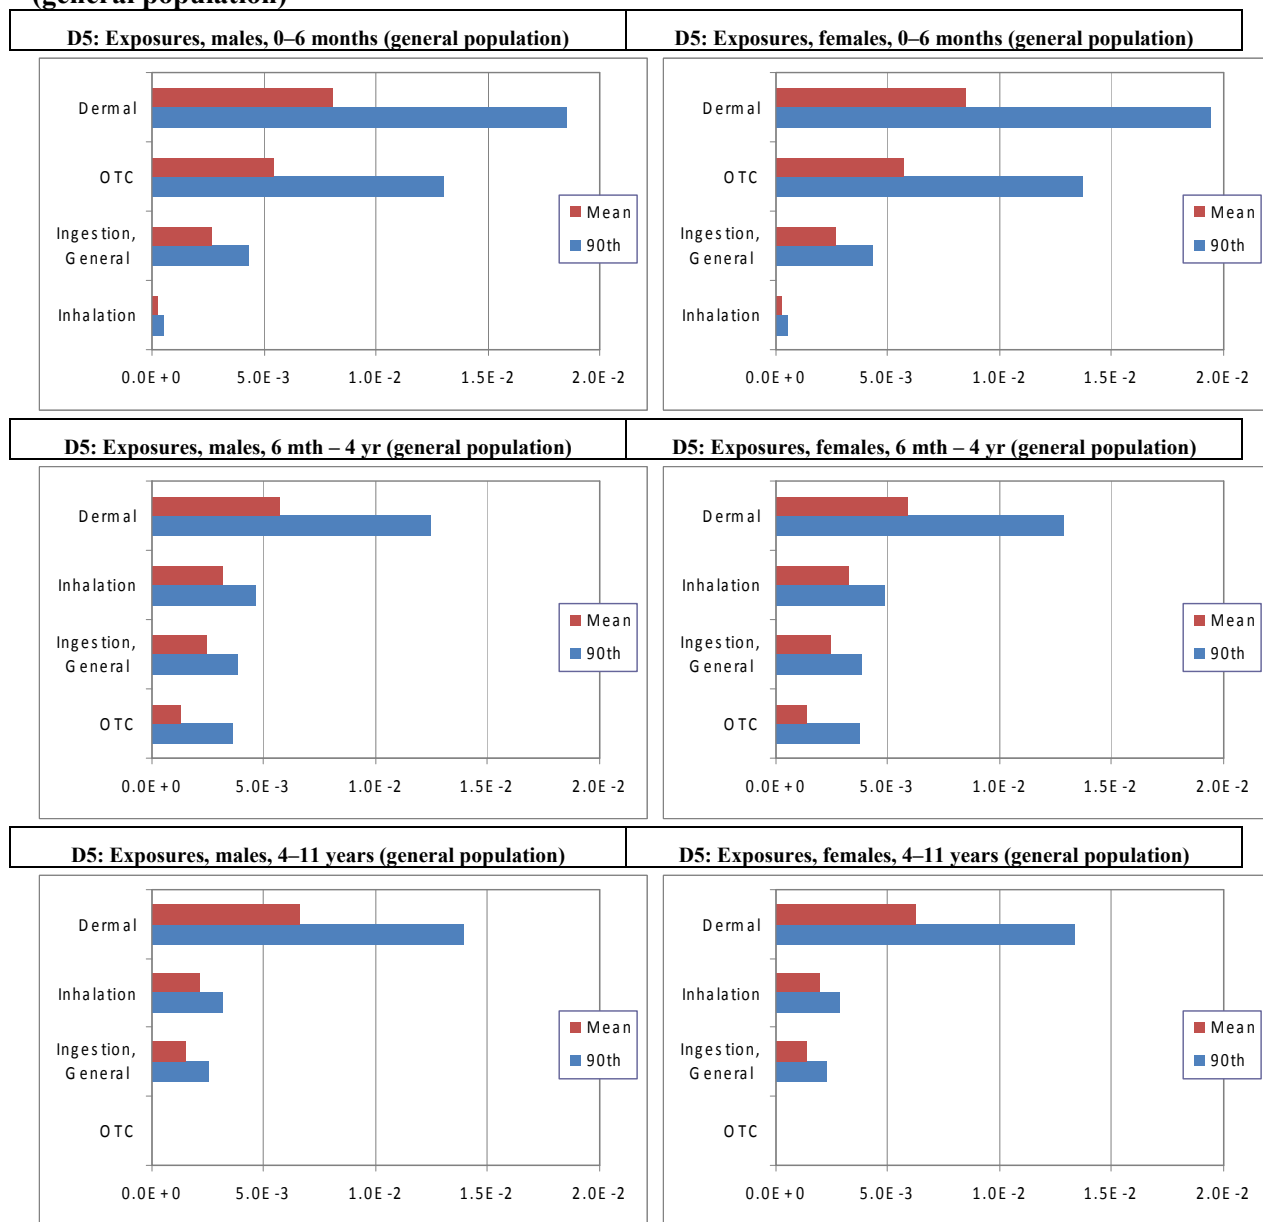 (general population)
D5: Exposures, males, 0–6 months (general population)
D5: Exposures, females, 0–6 months (general population)
Dermal
OTC
Ingestion,
General
Inhalation
Mean
90th
0.0E+0 5.0E-3 1.0E-2 1.5E-2 2.0E-2
Dermal
OTC
Ingestion,
General
Inhalation
Mean
90th
0.0E+0 5.0E-3 1.0E-2 1.5E-2 2.0E-2
D5: Exposures, males, 6 mth – 4 yr (general population)
D5: Exposures, females, 6 mth – 4 yr (general population)
Dermal
Inhalation
Ingestion,
General
OTC
Mean
90th
0.0E+0 5.0E-3 1.0E-2 1.5E-2 2.0E-2
Dermal
Inhalation
Ingestion,
General
OTC
Mean
90th
0.0E+0 5.0E-3 1.0E-2 1.5E-2 2.0E-2
D5: Exposures, males, 4–11 years (general population)
D5: Exposures, females, 4–11 years (general population)
Dermal
Inhalation
Ingestion,
General
OTC
Mean
90th
0.0E+0 5.0E-3 1.0E-2 1.5E-2 2.0E-2
Dermal
Inhalation
Ingestion,
General
OTC
Mean
90th
0.0E+0 5.0E-3 1.0E-2 1.5E-2 2.0E-2